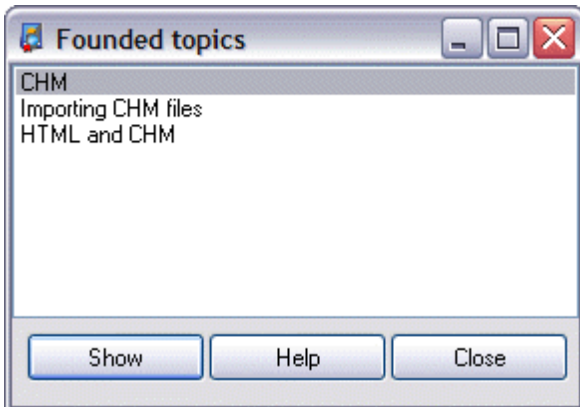 Founded topics
CHM
Importing CHM files
HTML and CHM
Show Help Close